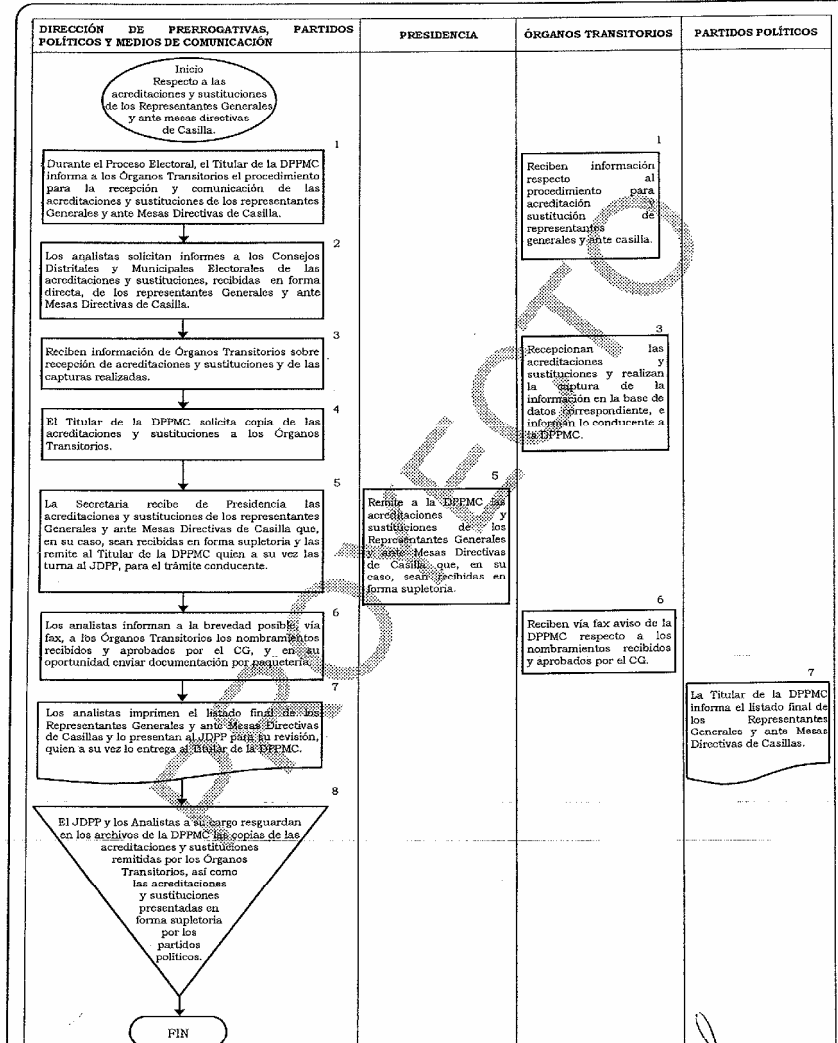 DIRECCIÓN DE PRERROGATIVAS, PARTIDOS
POLÍTICOS Y MEDIOS DE COMUNICACIÓN
PRESIDENCIA
ÓRGANOS TRANSITORIOS
PARTIDOS POLÍTICOS
Inicio
Respecto a las
acreditaciones y sustituciones
de los Representantes Generales
y ante mesas directivas
de Casilla.
1
Durante el Proceso Electoral, el Titular de la DPPMC
informa a los Órganos Transitorios el procedimiento
para la recepción y comunicación de las
acreditaciones y sustituciones de los representantes
Generales y ante Mesas Directivas de Casilla.
1
Reciben información
respecto al
procedimiento para
acreditación y
sustitución de
representantes
generales y ante casilla.
2
Los analistas solicitan informes a los Consejos
Distritales y Municipales Electorales de las
acreditaciones y sustituciones, recibidas en forma
directa, de los representantes Generales y ante
Mesas Directivas de Casilla.
3
Reciben información de Órganos Transitorios sobre
recepción de acreditaciones y sustituciones y de las
capturas realizadas.
3
Recepcionan las
acreditaciones y
sustituciones y realizan
la captura de la
información en la base de
datos correspondiente, e
informan lo conducente a
la DPPMC.
4
El Titular de la DPPMC solicita copia de las
acreditaciones y sustituciones a los Órganos
Transitorios.
5
La Secretaria recibe de Presidencia las
acreditaciones y sustituciones de los representantes
Generales y ante Mesas Directivas de Casilla que,
en su caso, sean recibidas en forma supletoria y las
remite al Titular de la DPPMC quien a su vez las
turna al JDPP, para el trámite conducente.
5
Remite a la DPPMC las
acreditaciones y
sustituciones de los
Representantes Generales
y ante Mesas Directivas
de Casilla que, en su
caso, sean recibidas en
forma supletoria.
6
Los analistas informan a la brevedad posible, vía
fax, a los Órganos Transitorios los nombramientos
recibidos y aprobados por el CG, y en su
oportunidad enviar documentación por paquetería.
6
Reciben vía fax aviso de la
DPPMC respecto a los
nombramientos recibidos
y aprobados por el CG.
7
Los analistas imprimen el listado final de los
Representantes Generales y ante Mesas Directivas
de Casillas y lo presentan al JDPP para su revisión,
quien a su vez lo entrega al Titular de la DPPMC.
7
La Titular de la DPPMC
informa el listado final de
los Representantes
Generales y ante Mesas
Directivas de Casillas.
8
El JDPP y los Analistas a su cargo resguardan
en los archivos de la DPPMC las copias de las
acreditaciones y sustituciones
remitidas por los Órganos
Transitorios, así como
las acreditaciones
y sustituciones
presentadas en
forma supletoria
por los
partidos
políticos.
FIN
PROYECTO